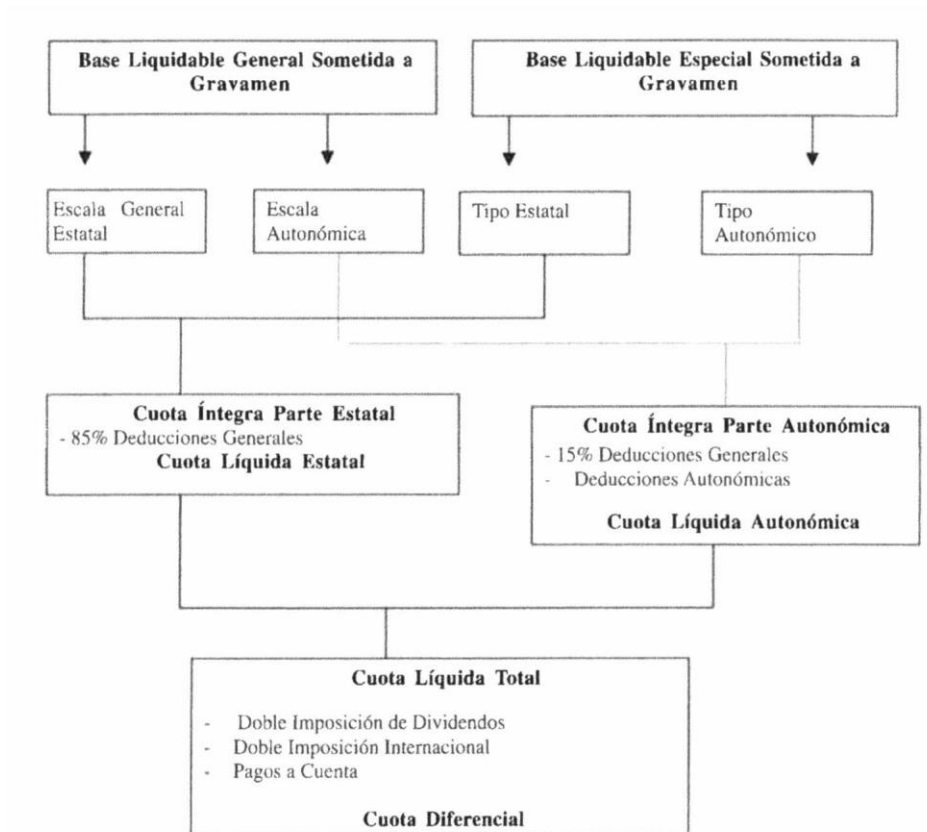 Base Liquidable General Sometida a
Gravamen
Base Liquidable Especial Sometida a
Gravamen
Escala General
Estatal
Escala
Autonómica
Tipo Estatal
Tipo
Autonómico
Cuota Íntegra Parte Estatal
- 85% Deducciones Generales
Cuota Líquida Estatal
Cuota Íntegra Parte Autonómica
- 15% Deducciones Generales
- Deducciones Autonómicas
Cuota Líquida Autonómica
Cuota Líquida Total
- Doble Imposición de Dividendos
- Doble Imposición Internacional
- Pagos a Cuenta
Cuota Diferencial